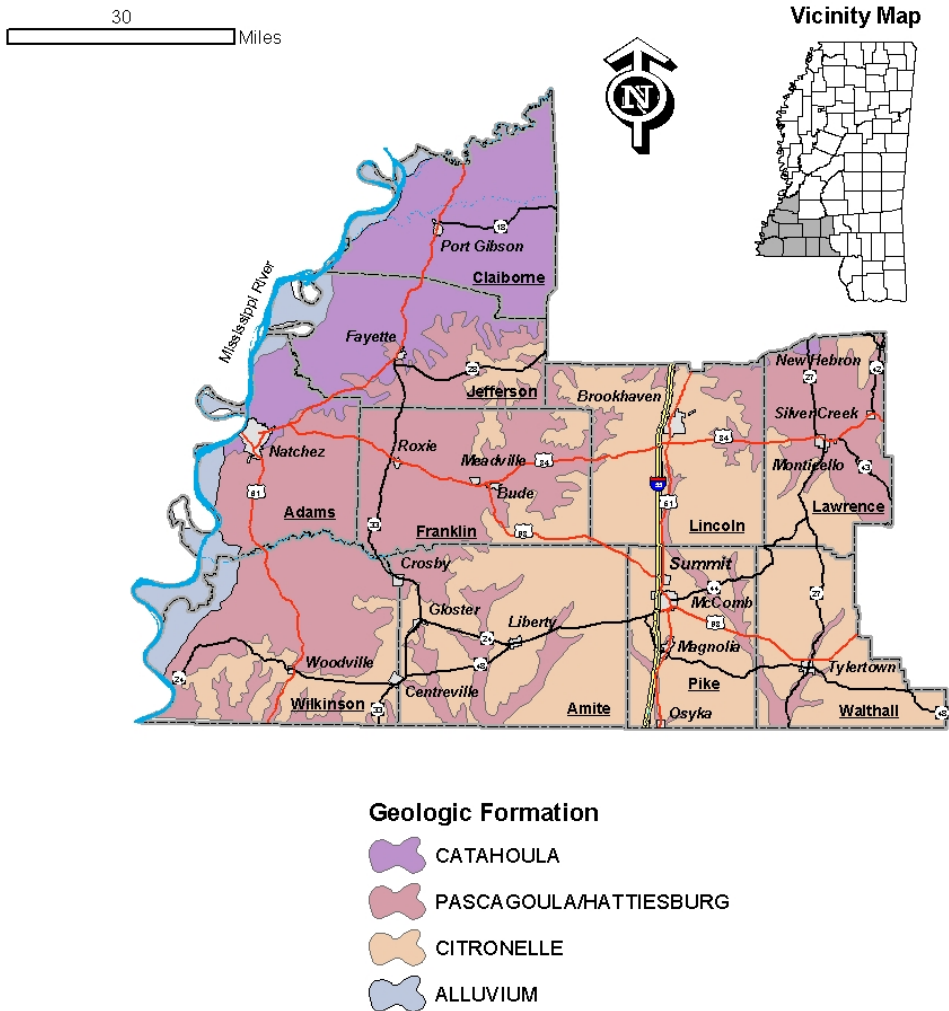 30
Miles
Vicinity Map
N
Mississippi River
18
Port Gibson
Claiborne
Fayette
28
Jefferson
Brookhaven
New Hebron
27
42
Silver Creek
Natchez
Roxie
Meadville
84
84
Monticello
43
61
Bude
55
61
Adams
33
Franklin
98
Lincoln
Lawrence
Crosby
Summit
44
27
Gloster
Liberty
McComb
24
98
Woodville
48
Magnolia
Tylertown
24
Centreville
Pike
Wilkinson
33
Amite
Osyka
Walthall
48
Geologic Formation
CATAHOULA
PASCAGOULA/HATTIESBURG
CITRONELLE
ALLUVIUM